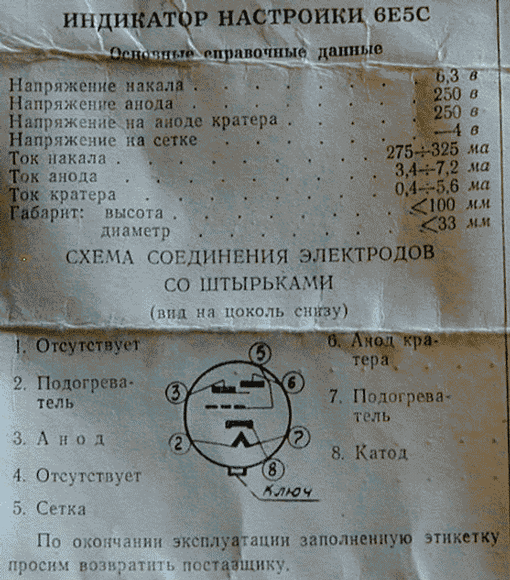 ИНДИКАТОР НАСТРОЙКИ 6Е5С
Основные справочные данные
Напряжение накала . . . . . . 6,3 в
Напряжение анода . . . . . . 250 в
Напряжение на аноде кратера . . . . 250 в
Напряжение на сетке . . . . . —4 в
Ток накала . . . . . . 275÷325 ма
Ток анода . . . . . . 3,4÷7,2 ма
Ток кратера . . . . . . 0,4÷5,6 ма
Габарит: высота . . . . . . ≤100 мм
диаметр . . . . . . ≤33 мм
СХЕМА СОЕДИНЕНИЯ ЭЛЕКТРОДОВ
СО ШТЫРЬКАМИ
(вид на цоколь снизу)
1. Отсутствует
2. Подогрева-
тель
3. Анод
4. Отсутствует
5. Сетка
5
3
6
2
7
8
Ключ
6. Анод кра-
тера
7. Подогрева-
тель
8. Катод
По окончании эксплуатации заполненную этикетку
просим возвратить поставщику.